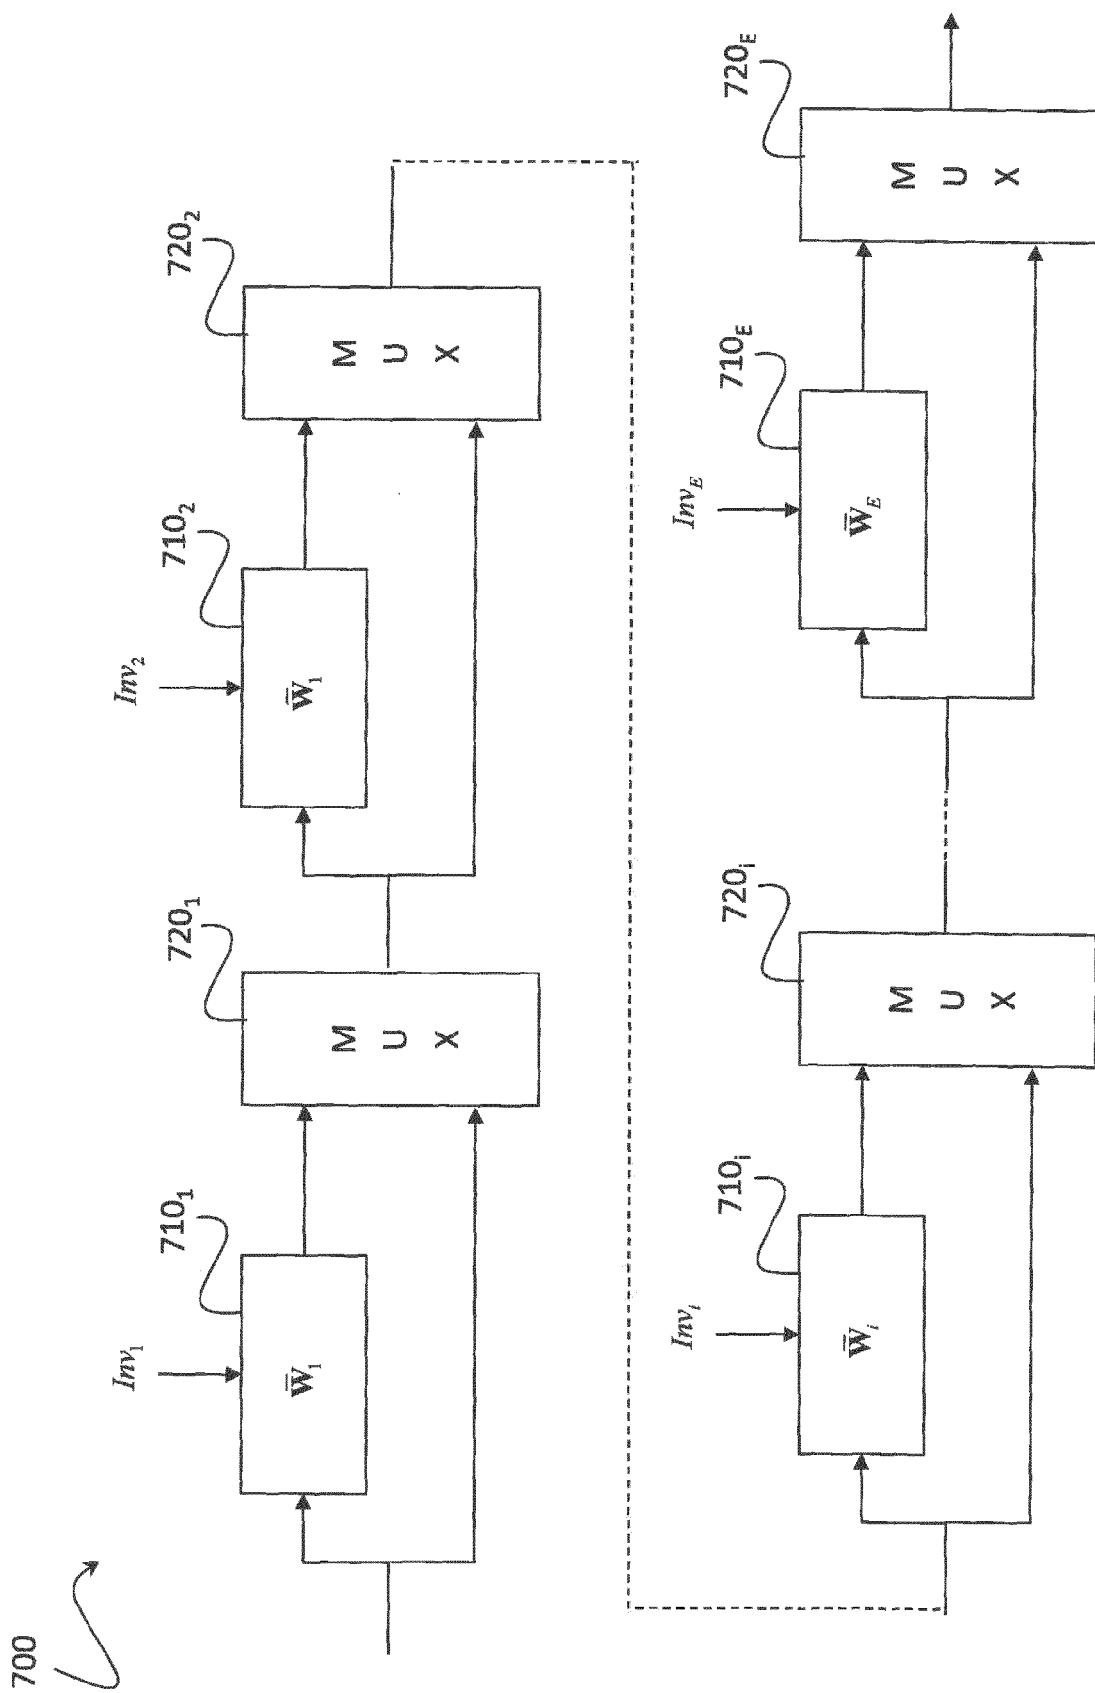 700
Inv₁
710₁
W̅₁
720₁
M
U
X
Inv₂
710₂
W̅₁
720₂
M
U
X
Invᵢ
710ᵢ
W̅ᵢ
720ᵢ
M
U
X
Inv_E
710_E
W̅_E
720_E
M
U
X